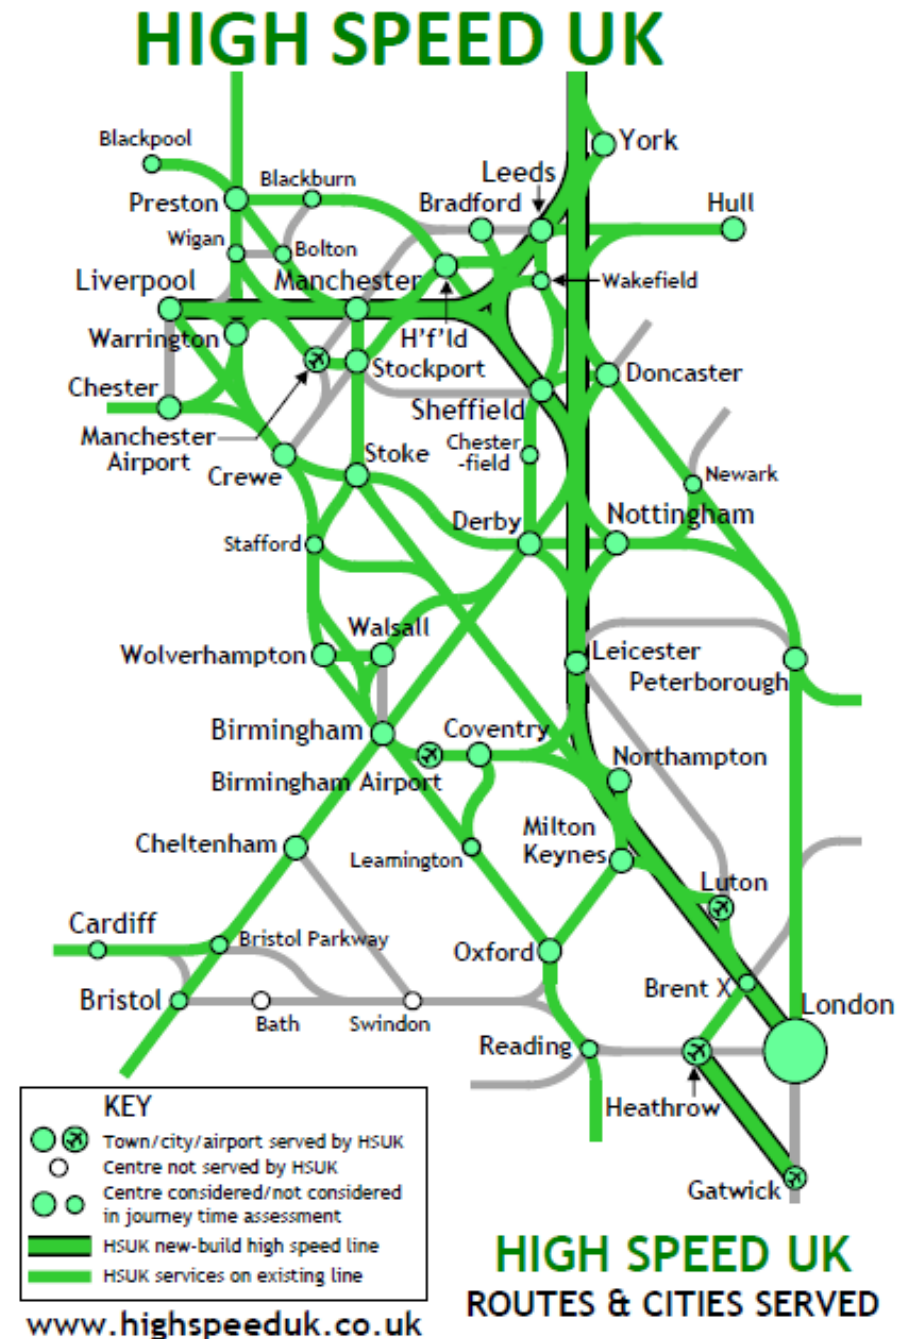 HIGH SPEED UK
Blackpool
York
Leeds
Blackburn
Preston
Bradford
Hull
Wigan
Bolton
Liverpool
Manchester
Wakefield
Warrington
H'f'ld
Stockport
Doncaster
Chester
Sheffield
Manchester
Airport
Chester
-field
Stoke
Crewe
Newark
Derby
Nottingham
Stafford
Walsall
Wolverhampton
Leicester
Peterborough
Birmingham
Coventry
Northampton
Birmingham Airport
Milton
Keynes
Cheltenham
Leamington
Luton
Cardiff
Bristol Parkway
Oxford
Brent X
Bristol
London
Bath
Swindon
Reading
Heathrow
Gatwick
KEY
Town/city/airport served by HSUK
Centre not served by HSUK
Centre considered/not considered
in journey time assessment
HSUK new-build high speed line
HSUK services on existing line
HIGH SPEED UK
ROUTES & CITIES SERVED
www.highspeeduk.co.uk